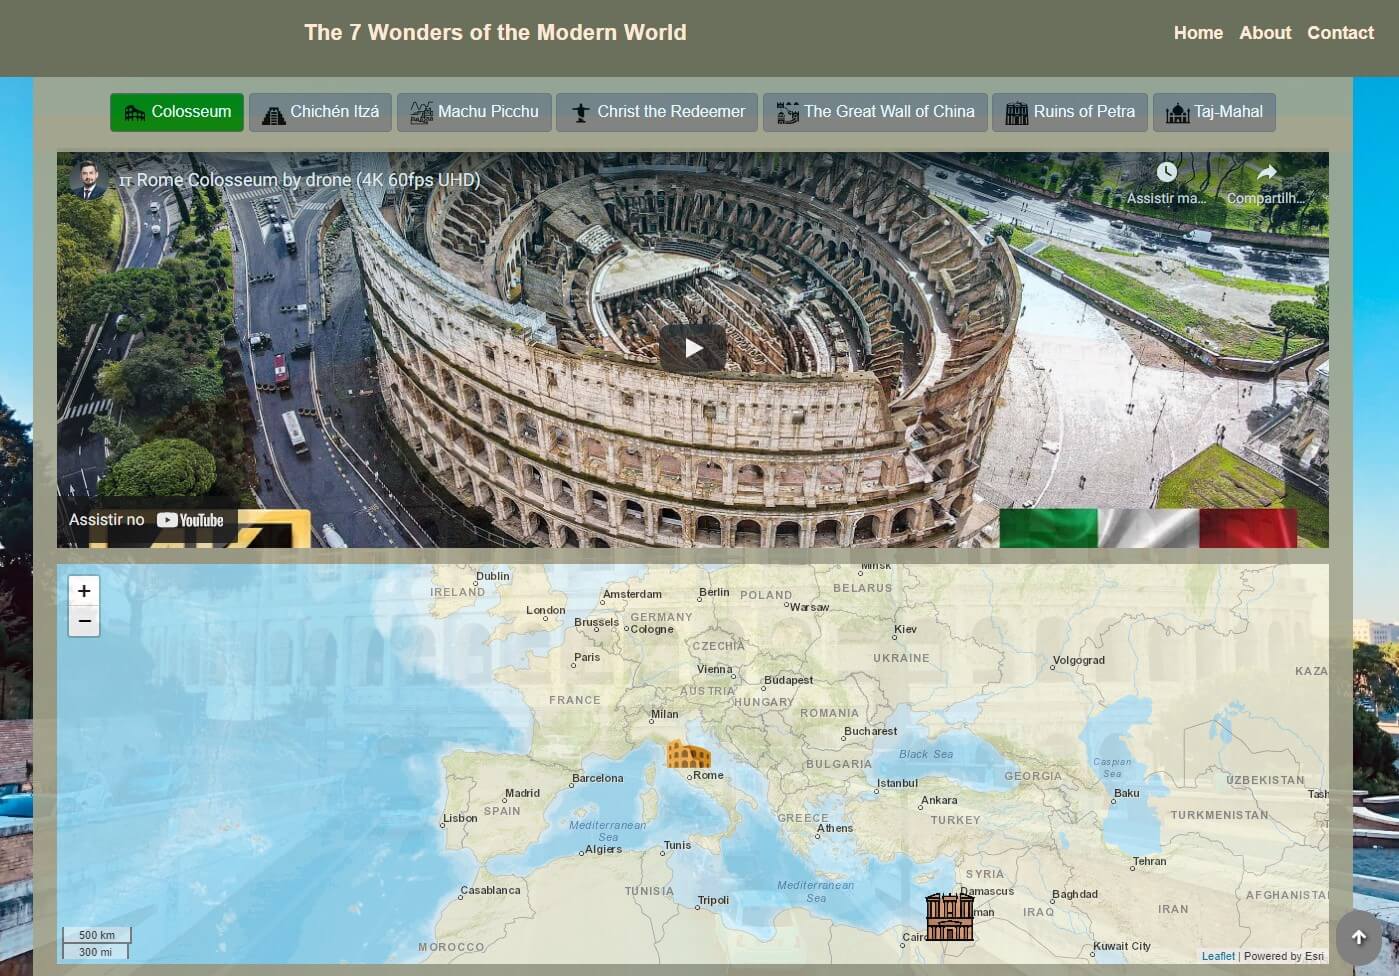 The 7 Wonders of the Modern World
Home About Contact
Colosseum Chichén Itzá Machu Picchu Christ the Redeemer The Great Wall of China Ruins of Petra Taj-Mahal
Rome Colosseum by drone (4K 60fps UHD)
Assistir ma... Compartilh...
Assistir no YouTube
+
−
Dublin
IRELAND
Minsk
BELARUS
Amsterdam
Berlin
POLAND
Warsaw
London
Brussels
GERMANY
Cologne
Kiev
CZECHIA
Paris
UKRAINE
Volgograd
Vienna
KAZA
Budapest
AUSTRIA
HUNGARY
FRANCE
ROMANIA
Milan
Bucharest
Black Sea
BULGARIA
Caspian
Sea
GEORGIA
Rome
Barcelona
Istanbul
UZBEKISTAN
Madrid
Ankara
Baku
Tash
SPAIN
Lisbon
GREECE
TURKEY
TURKMENISTAN
Mediterranean
Sea
Athens
Algiers
Tunis
Tehran
SYRIA
Casablanca
TUNISIA
Mediterranean
Sea
Damascus
Baghdad
AFGHANISTA
Tripoli
man
IRAQ
IRAN
Cair
MOROCCO
Kuwait City
500 km
300 mi
Leaflet | Powered by Esri